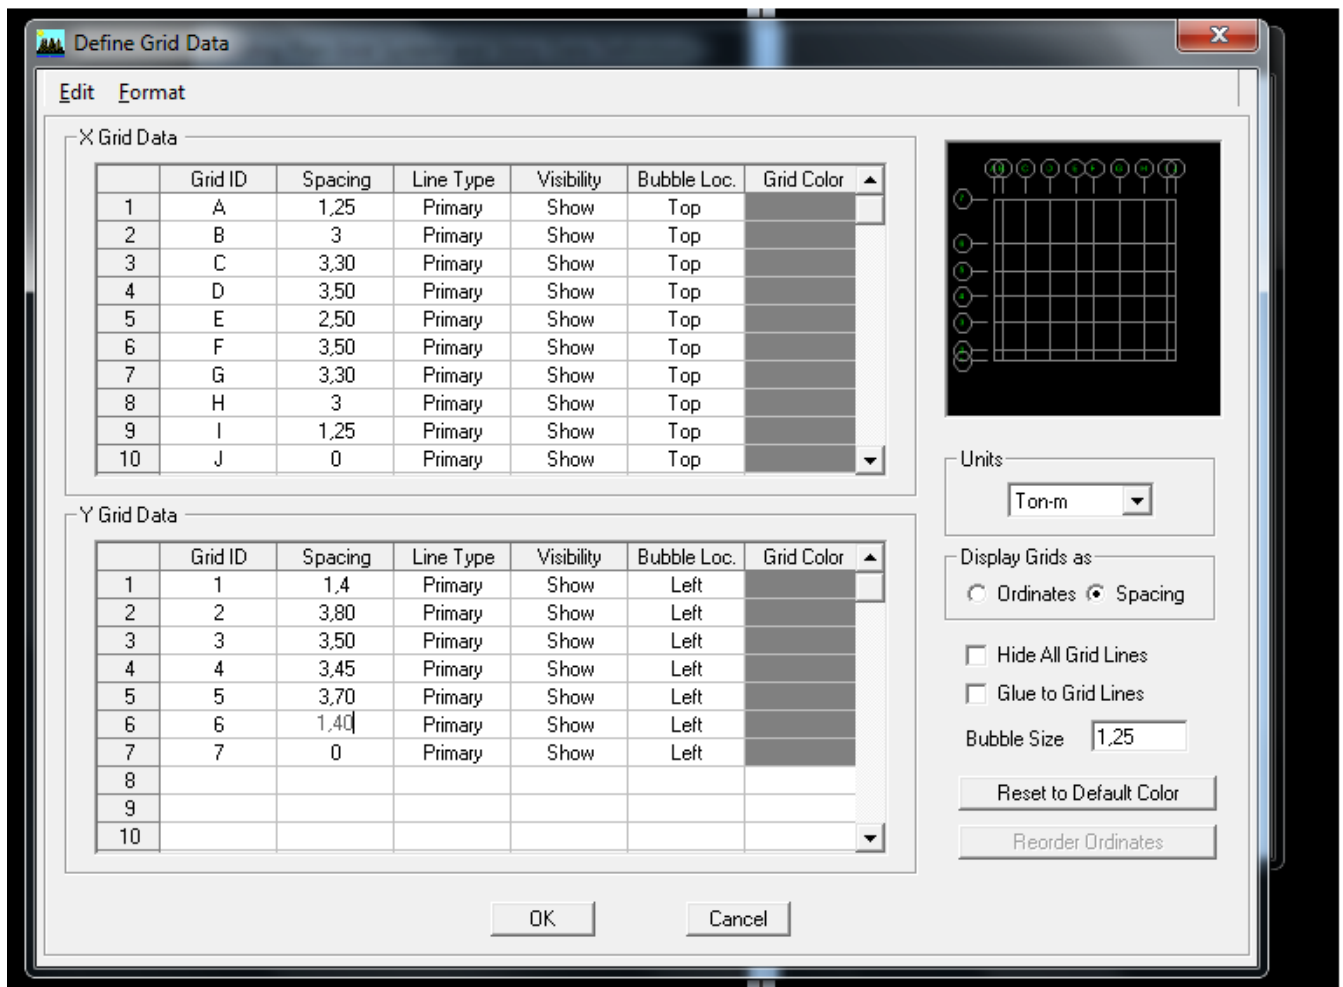 Define Grid Data
Edit Format
X Grid Data
Grid ID Spacing Line Type Visibility Bubble Loc. Grid Color
1 A 1,25 Primary Show Top
2 B 3 Primary Show Top
3 C 3,30 Primary Show Top
4 D 3,50 Primary Show Top
5 E 2,50 Primary Show Top
6 F 3,50 Primary Show Top
7 G 3,30 Primary Show Top
8 H 3 Primary Show Top
9 I 1,25 Primary Show Top
10 J 0 Primary Show Top
Y Grid Data
Grid ID Spacing Line Type Visibility Bubble Loc. Grid Color
1 1 1,4 Primary Show Left
2 2 3,80 Primary Show Left
3 3 3,50 Primary Show Left
4 4 3,45 Primary Show Left
5 5 3,70 Primary Show Left
6 6 1,40 Primary Show Left
7 7 0 Primary Show Left
8
9
10
Units
Ton-m
Display Grids as
Ordinates Spacing
Hide All Grid Lines
Glue to Grid Lines
Bubble Size 1,25
Reset to Default Color
Reorder Ordinates
OK Cancel